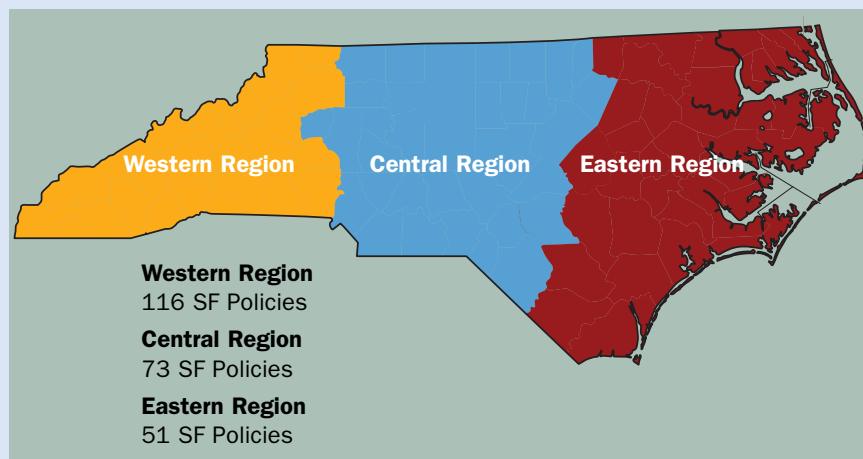 Western Region
Central Region
Eastern Region
Western Region
116 SF Policies
Central Region
73 SF Policies
Eastern Region
51 SF Policies